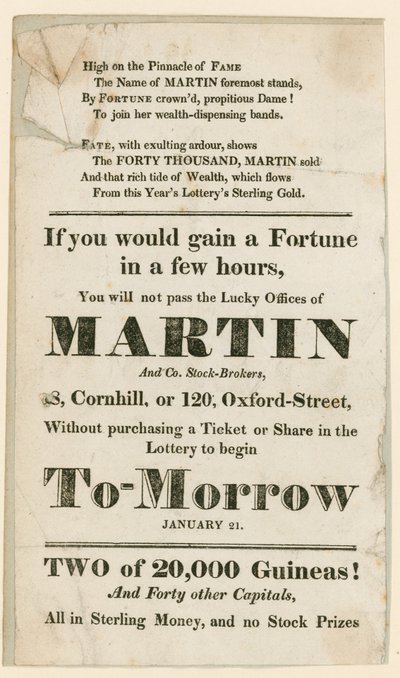 High on the Pinnacle of FAME
The Name of MARTIN foremost stands,
By FORTUNE crown'd, propitious Dame!
To join her wealth-dispensing bands.
FATE, with exulting ardour, shows
The FORTY THOUSAND, MARTIN sold
And that rich tide of Wealth, which flows
From this Year's Lottery's Sterling Gold.
If you would gain a Fortune
in a few hours,
You will not pass the Lucky Offices of
MARTIN
And Co. Stock-Brokers,
8, Cornhill, or 120, Oxford-Street,
Without purchasing a Ticket or Share in the
Lottery to begin
To-Morrow
JANUARY 21.
TWO of 20,000 Guineas!
And Forty other Capitals,
All in Sterling Money, and no Stock Prizes